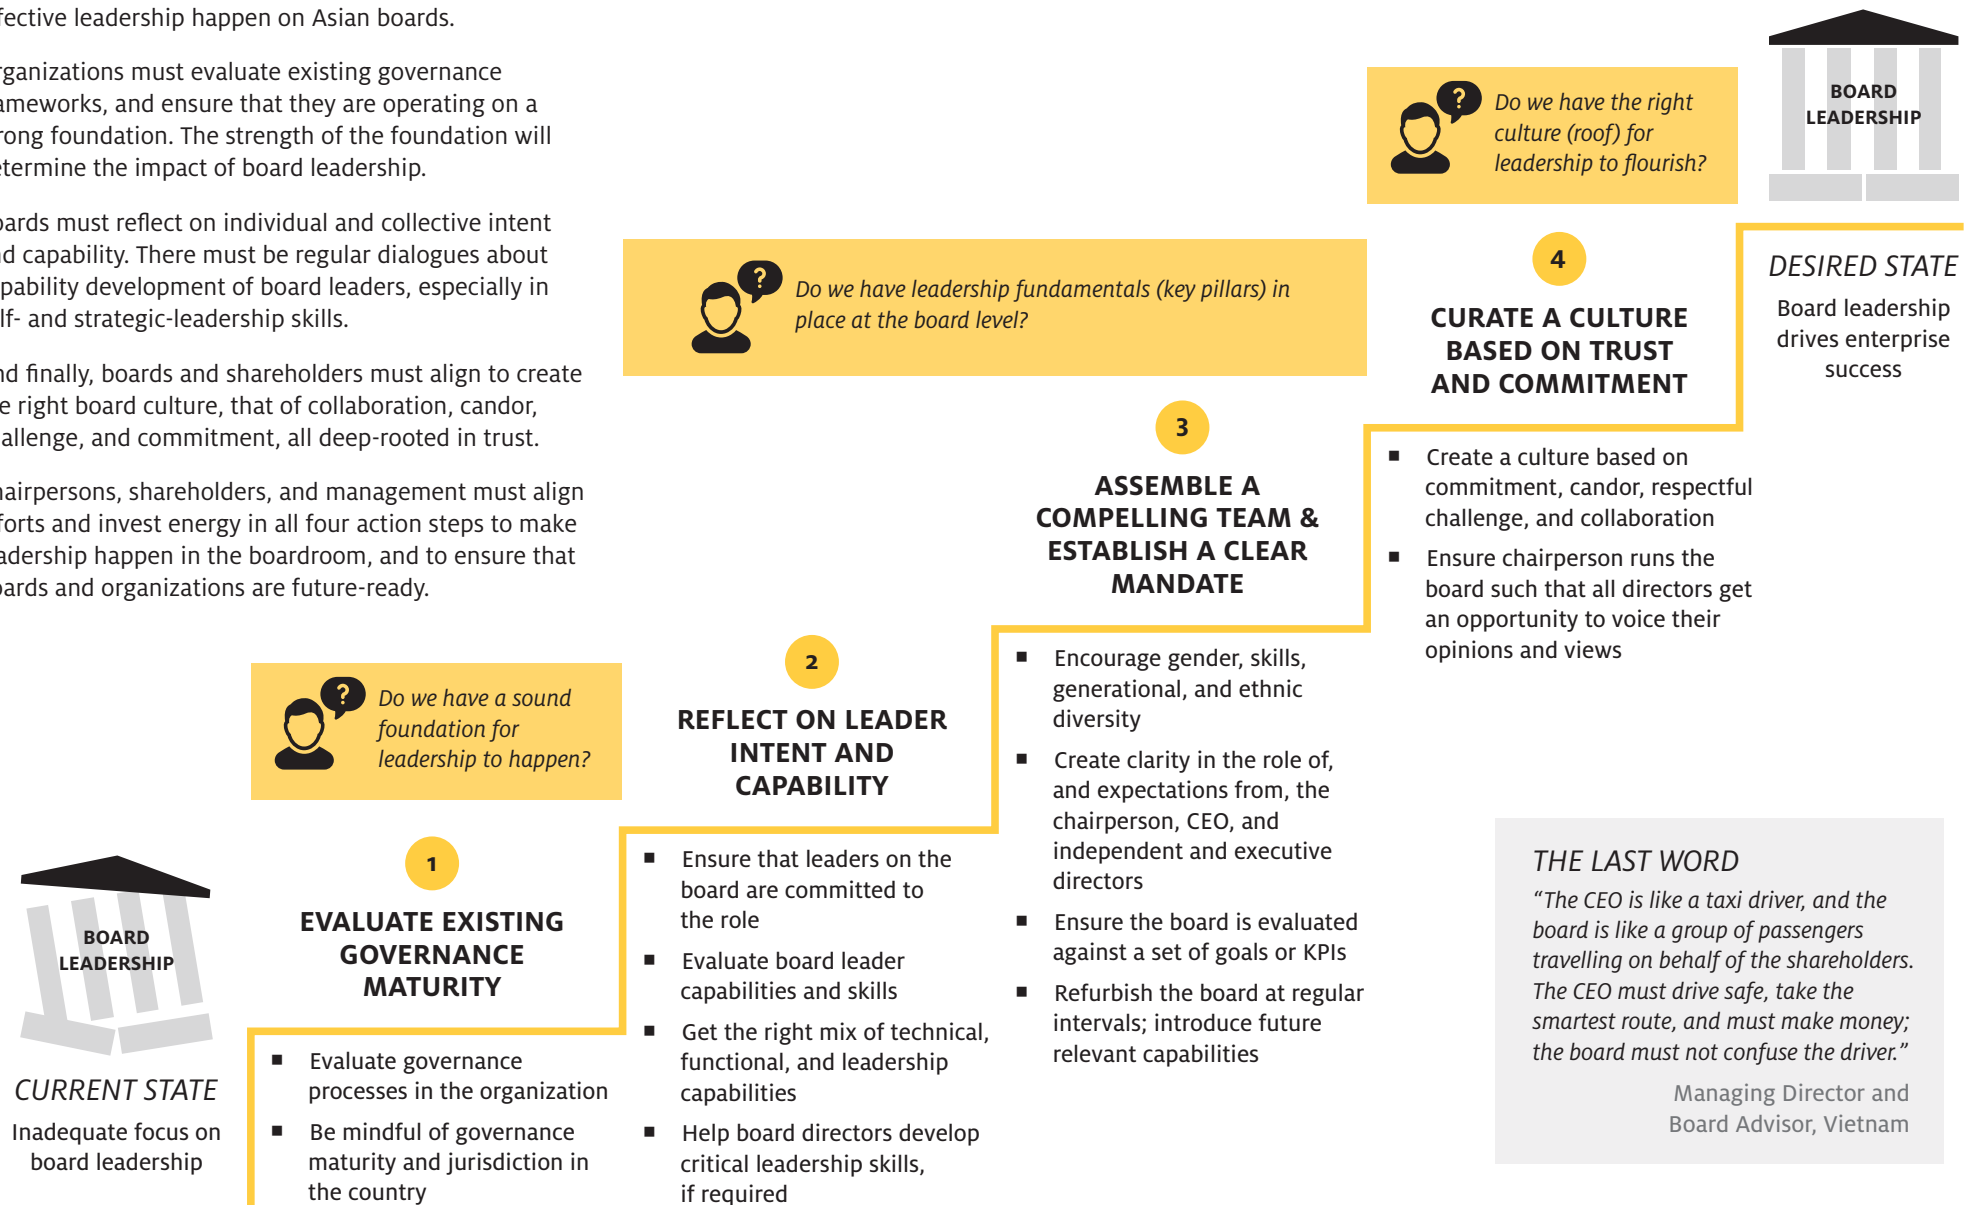 fective leadership happen on Asian boards.
rganizations must evaluate existing governance
ameworks, and ensure that they are operating on a
rong foundation. The strength of the foundation will
etermine the impact of board leadership.
oards must reflect on individual and collective intent
nd capability. There must be regular dialogues about
pability development of board leaders, especially in
lf- and strategic-leadership skills.
nd finally, boards and shareholders must align to create
e right board culture, that of collaboration, candor,
allenge, and commitment, all deep-rooted in trust.
hairpersons, shareholders, and management must align
forts and invest energy in all four action steps to make
adership happen in the boardroom, and to ensure that
oards and organizations are future-ready.
BOARD
LEADERSHIP
CURRENT STATE
Inadequate focus on
board leadership
?
Do we have a sound
foundation for
leadership to happen?
1
EVALUATE EXISTING
GOVERNANCE
MATURITY
■ Evaluate governance
processes in the organization
■ Be mindful of governance
maturity and jurisdiction in
the country
?
Do we have leadership fundamentals (key pillars) in
place at the board level?
2
REFLECT ON LEADER
INTENT AND
CAPABILITY
■ Ensure that leaders on the
board are committed to
the role
■ Evaluate board leader
capabilities and skills
■ Get the right mix of technical,
functional, and leadership
capabilities
■ Help board directors develop
critical leadership skills,
if required
3
ASSEMBLE A
COMPELLING TEAM &
ESTABLISH A CLEAR
MANDATE
■ Encourage gender, skills,
generational, and ethnic
diversity
■ Create clarity in the role of,
and expectations from, the
chairperson, CEO, and
independent and executive
directors
■ Ensure the board is evaluated
against a set of goals or KPIs
■ Refurbish the board at regular
intervals; introduce future
relevant capabilities
?
Do we have the right
culture (roof) for
leadership to flourish?
4
CURATE A CULTURE
BASED ON TRUST
AND COMMITMENT
■ Create a culture based on
commitment, candor, respectful
challenge, and collaboration
■ Ensure chairperson runs the
board such that all directors get
an opportunity to voice their
opinions and views
BOARD
LEADERSHIP
DESIRED STATE
Board leadership
drives enterprise
success
THE LAST WORD
“The CEO is like a taxi driver, and the
board is like a group of passengers
travelling on behalf of the shareholders.
The CEO must drive safe, take the
smartest route, and must make money;
the board must not confuse the driver.”
Managing Director and
Board Advisor, Vietnam